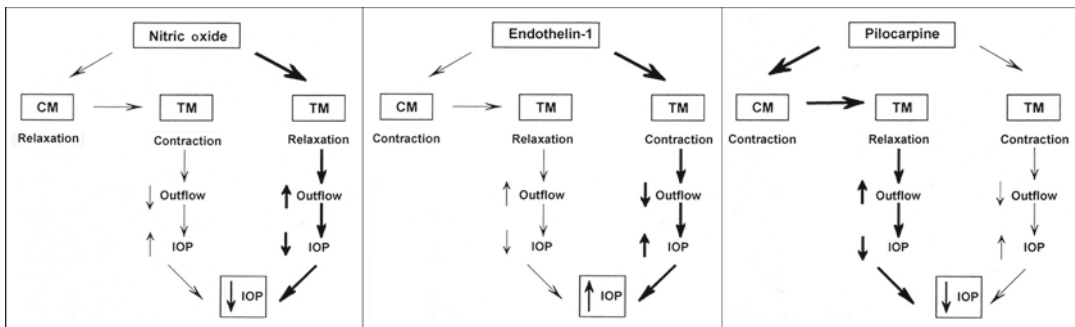 Nitric oxide
CM
TM
TM
Relaxation
Contraction
Relaxation
Outflow
Outflow
IOP
IOP
IOP
Endothelin-1
CM
TM
TM
Contraction
Relaxation
Contraction
Outflow
Outflow
IOP
IOP
IOP
Pilocarpine
CM
TM
TM
Contraction
Relaxation
Contraction
Outflow
Outflow
IOP
IOP
IOP